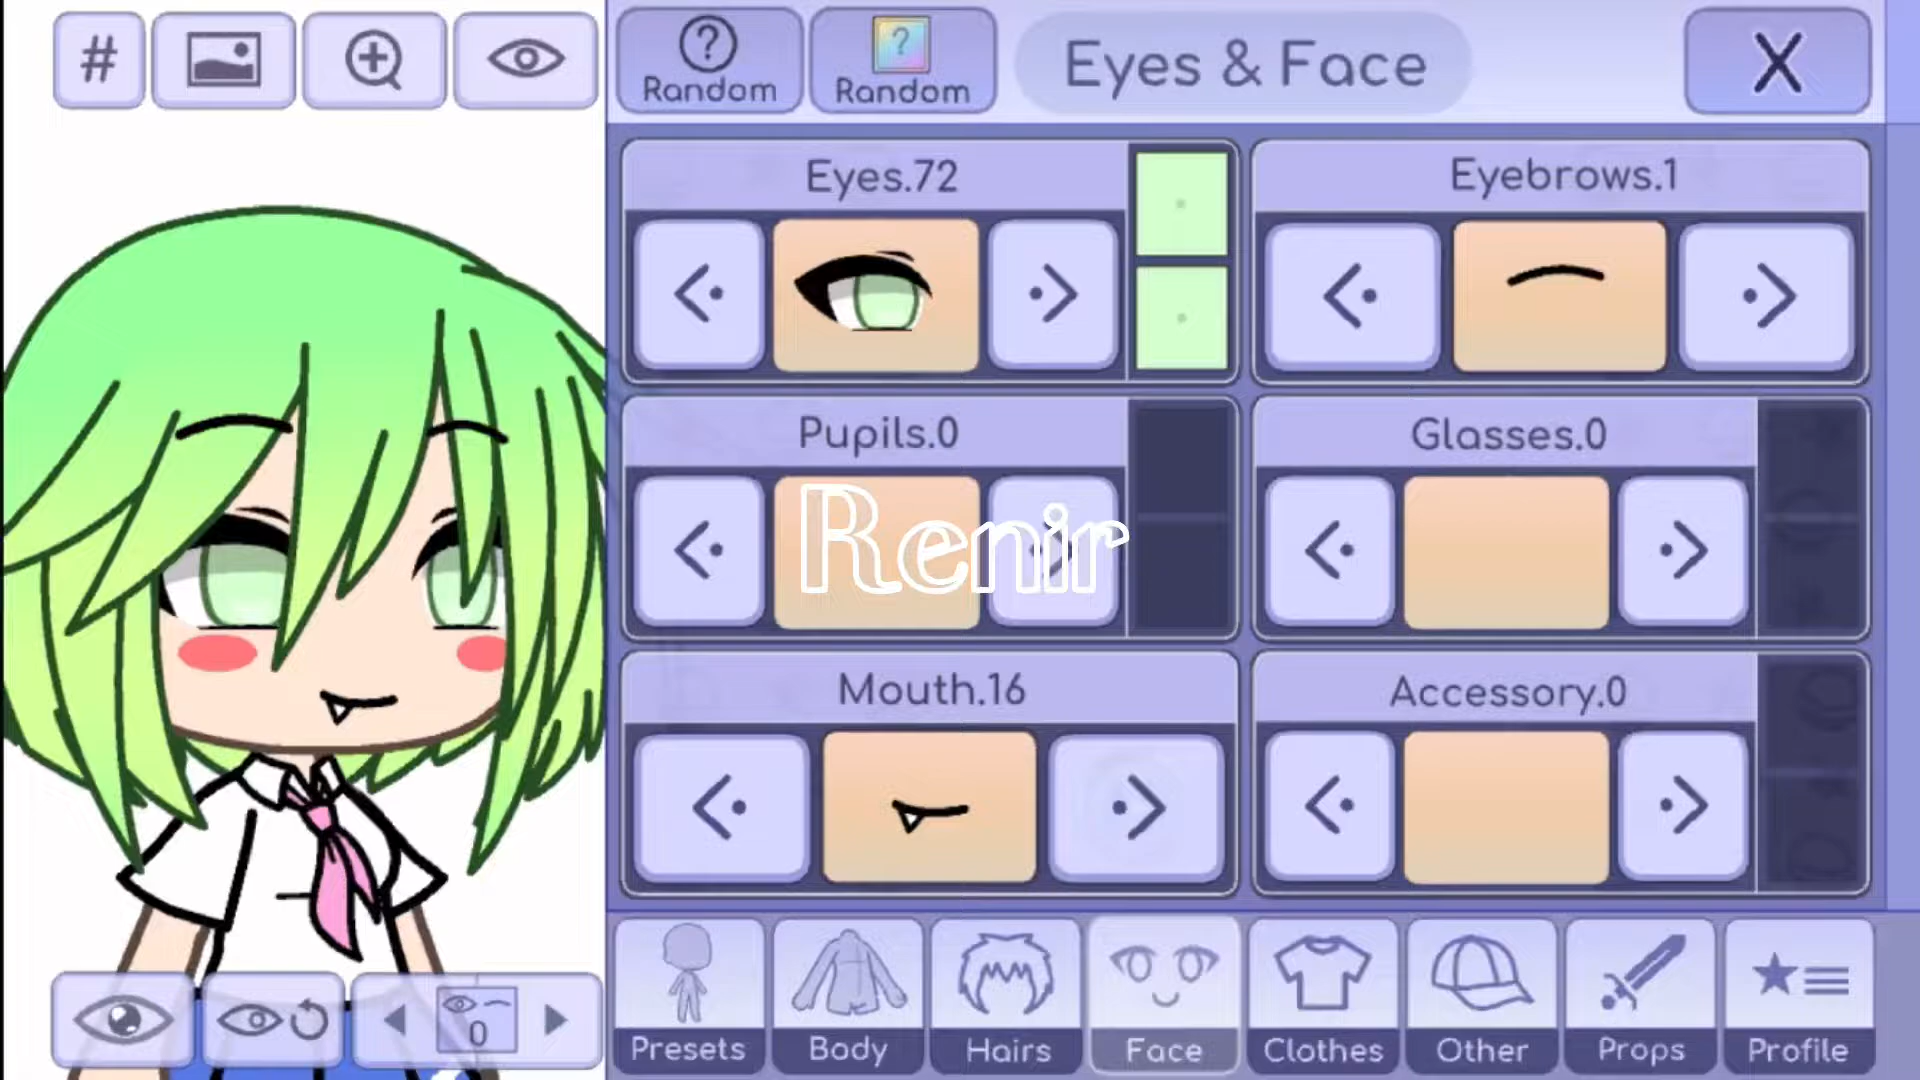 #
Random
Random
Eyes & Face
X
Eyes.72
Eyebrows.1
Pupils.0
Glasses.0
Renir
Mouth.16
Accessory.0
0
Presets
Body
Hairs
Face
Clothes
Other
Props
Profile